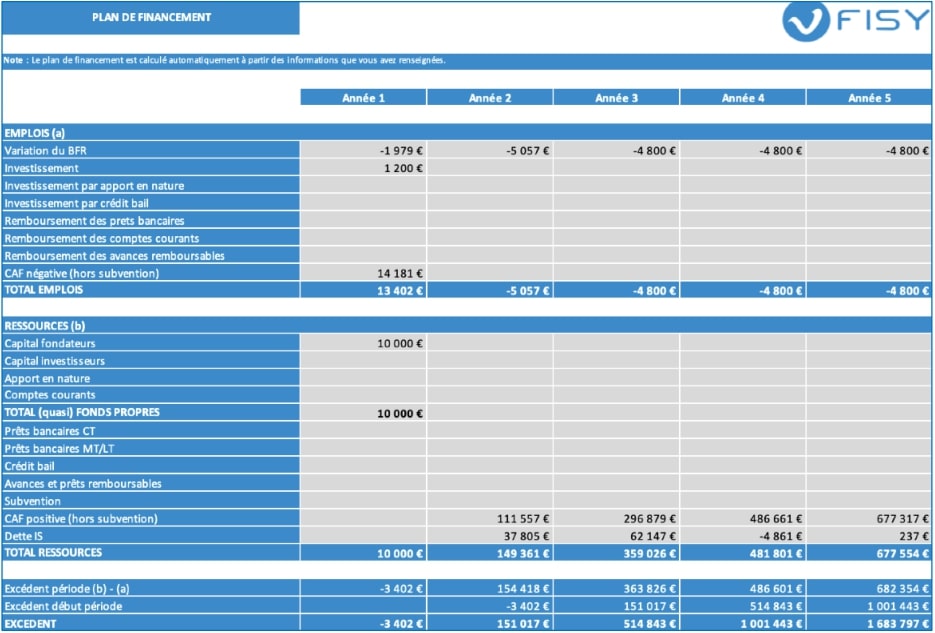 PLAN DE FINANCEMENT
FISY
Note : Le plan de financement est calculé automatiquement à partir des informations que vous avez renseignées.
Année 1 Année 2 Année 3 Année 4 Année 5
EMPLOIS (a)
Variation du BFR -1 979 € -5 057 € -4 800 € -4 800 € -4 800 €
Investissement 1 200 €
Investissement par apport en nature
Investissement par crédit bail
Remboursement des prets bancaires
Remboursement des comptes courants
Remboursement des avances remboursables
CAF négative (hors subvention) 14 181 €
TOTAL EMPLOIS 13 402 € -5 057 € -4 800 € -4 800 € -4 800 €
RESSOURCES (b)
Capital fondateurs 10 000 €
Capital investisseurs
Apport en nature
Comptes courants
TOTAL (quasi) FONDS PROPRES 10 000 €
Prêts bancaires CT
Prêts bancaires MT/LT
Crédit bail
Avances et prêts remboursables
Subvention
CAF positive (hors subvention) 111 557 € 296 879 € 486 661 € 677 317 €
Dette IS 37 805 € 62 147 € -4 861 € 237 €
TOTAL RESSOURCES 10 000 € 149 361 € 359 026 € 481 801 € 677 554 €
Excédent période (b) - (a) -3 402 € 154 418 € 363 826 € 486 601 € 682 354 €
Excédent début période -3 402 € 151 017 € 514 843 € 1 001 443 €
EXCEDENT -3 402 € 151 017 € 514 843 € 1 001 443 € 1 683 797 €